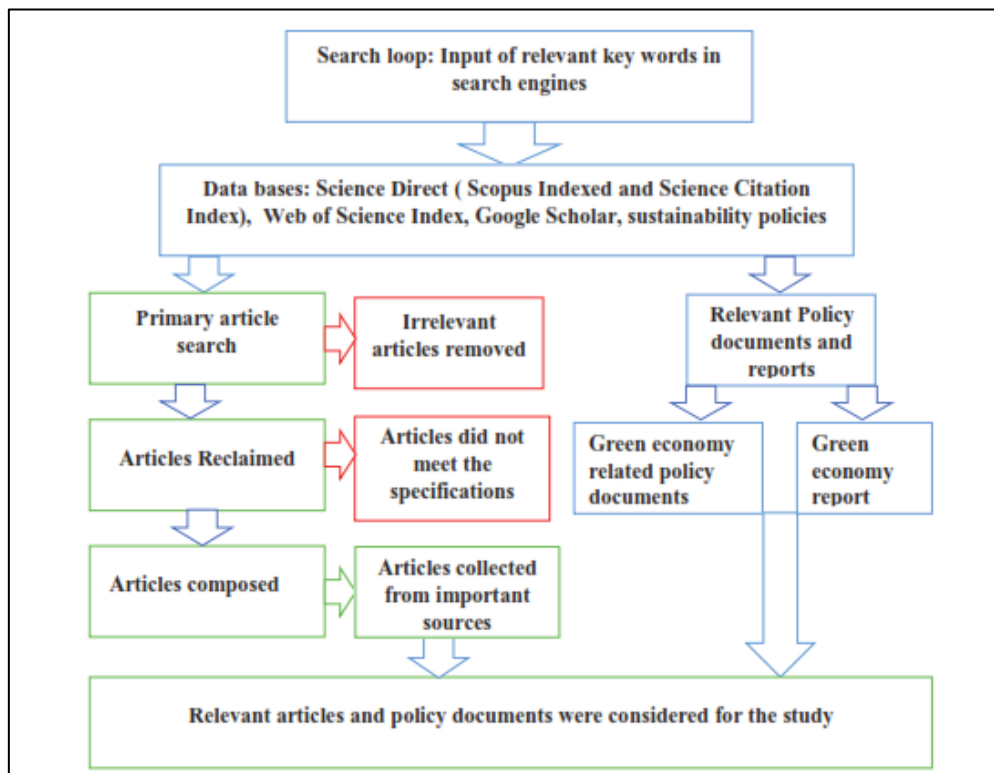 Search loop: Input of relevant key words in
search engines
Data bases: Science Direct ( Scopus Indexed and Science Citation
Index), Web of Science Index, Google Scholar, sustainability policies
Primary article
search
Irrelevant
articles removed
Relevant Policy
documents and
reports
Articles Reclaimed
Articles did not
meet the
specifications
Green economy
related policy
documents
Green
economy
report
Articles composed
Articles collected
from important
sources
Relevant articles and policy documents were considered for the study